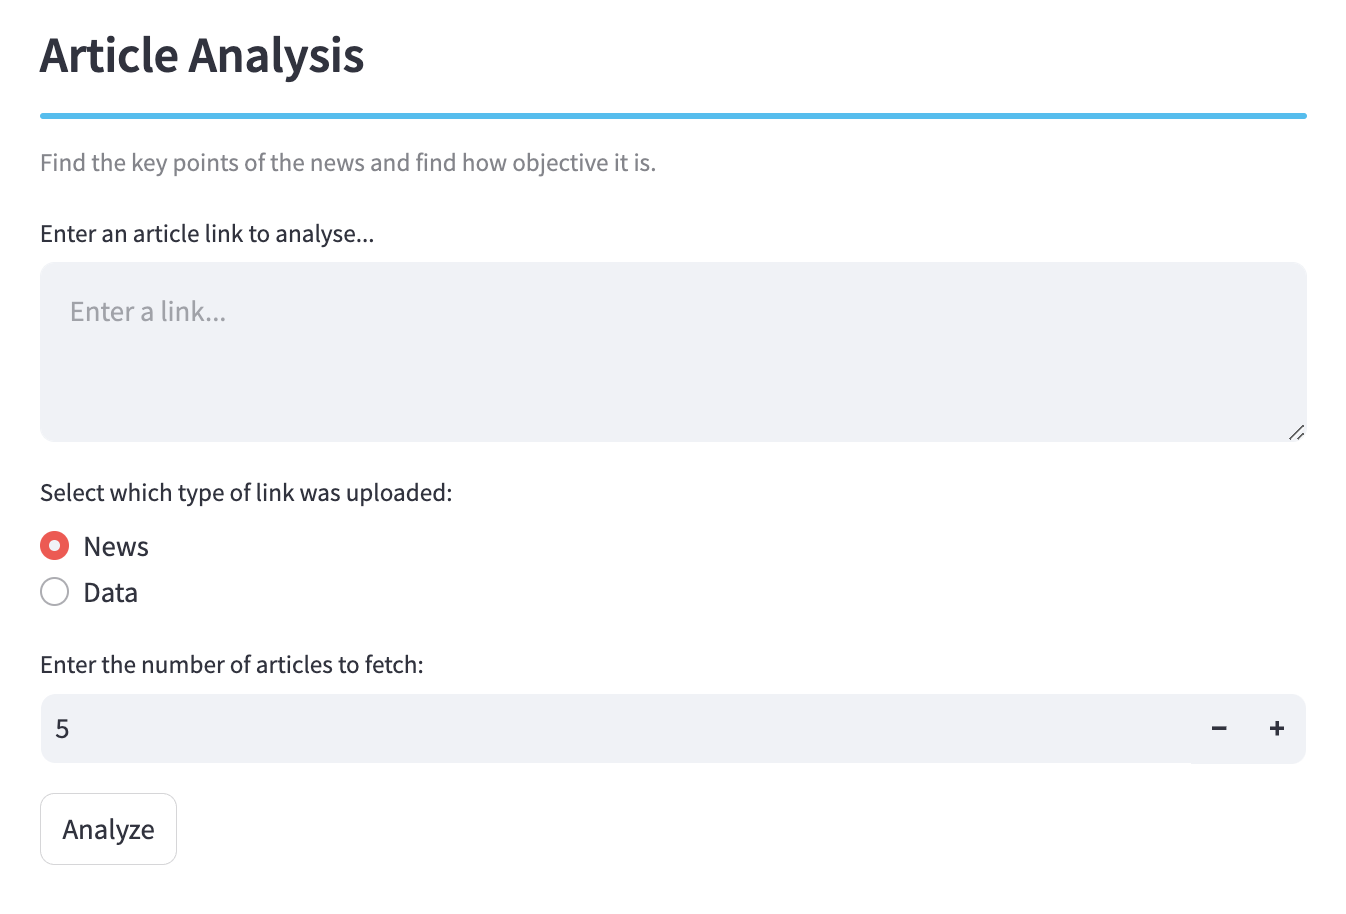 Article Analysis
Find the key points of the news and find how objective it is.
Enter an article link to analyse...
Enter a link...
Select which type of link was uploaded:
News
Data
Enter the number of articles to fetch:
5
Analyze